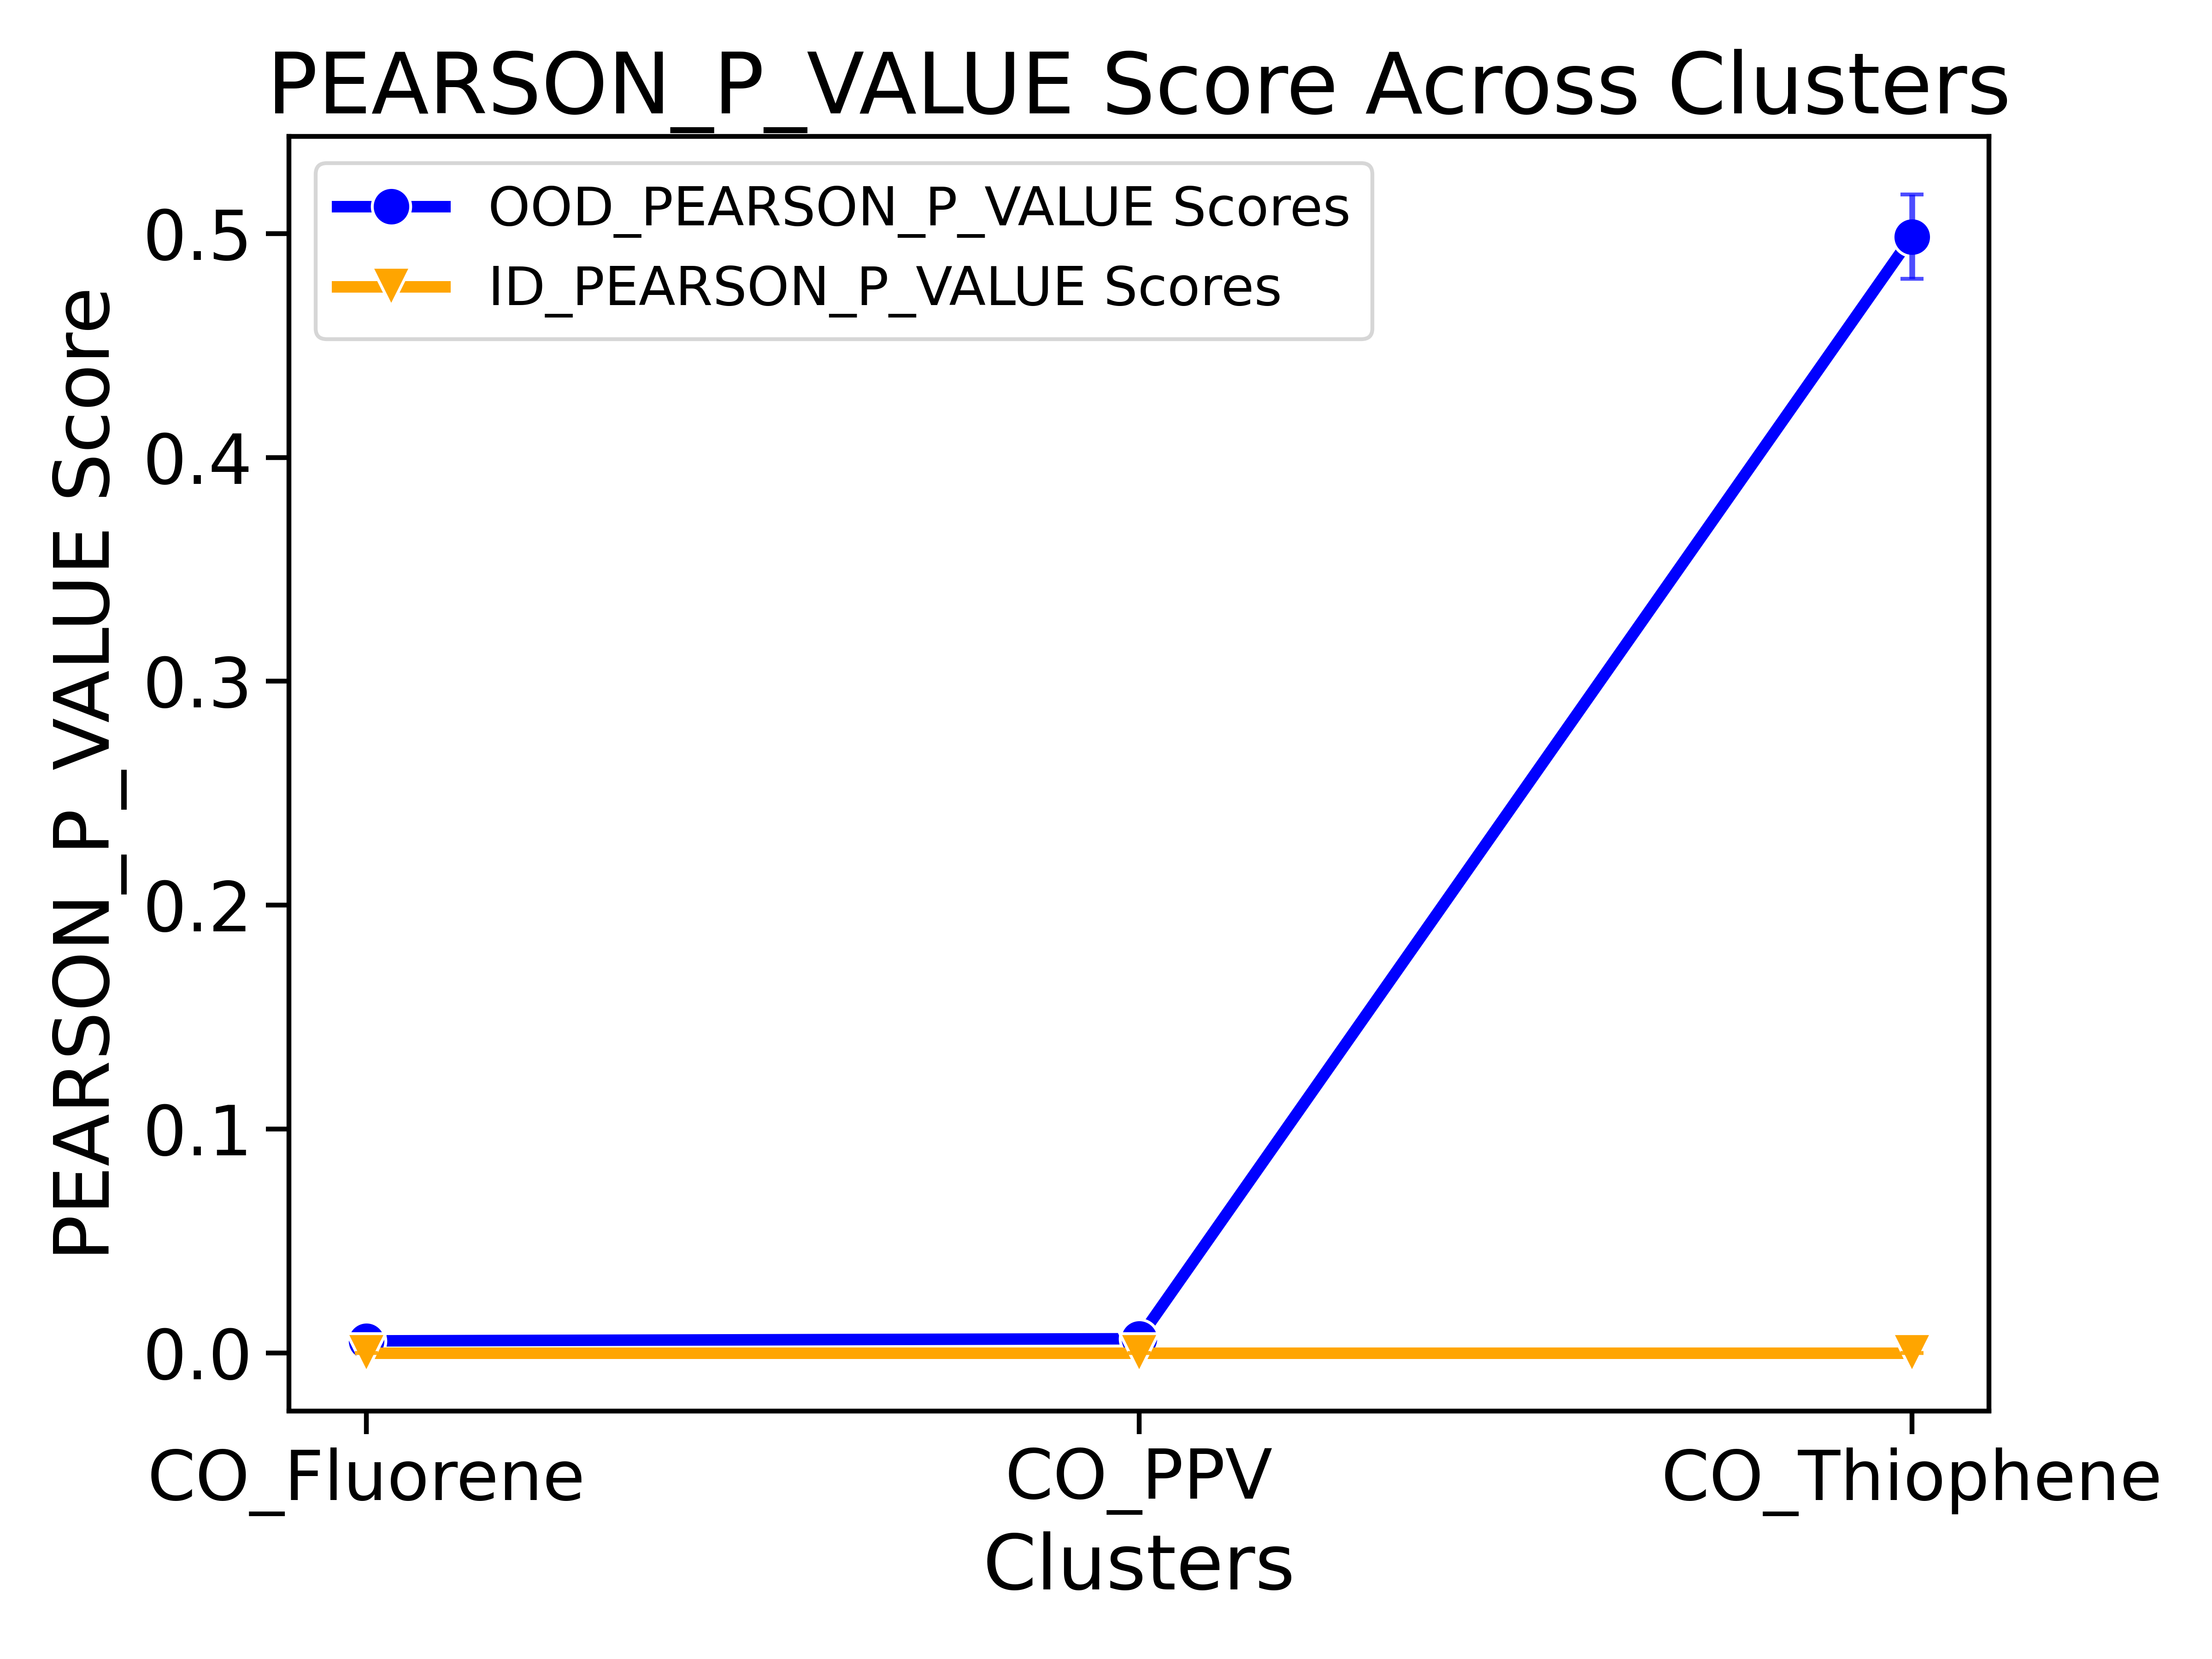 PEARSON_P_VALUE Score Across Clusters
OOD_PEARSON_P_VALUE Scores
ID_PEARSON_P_VALUE Scores
PEARSON_P_VALUE Score
0.5
0.4
0.3
0.2
0.1
0.0
CO_Fluorene CO_PPV CO_Thiophene
Clusters